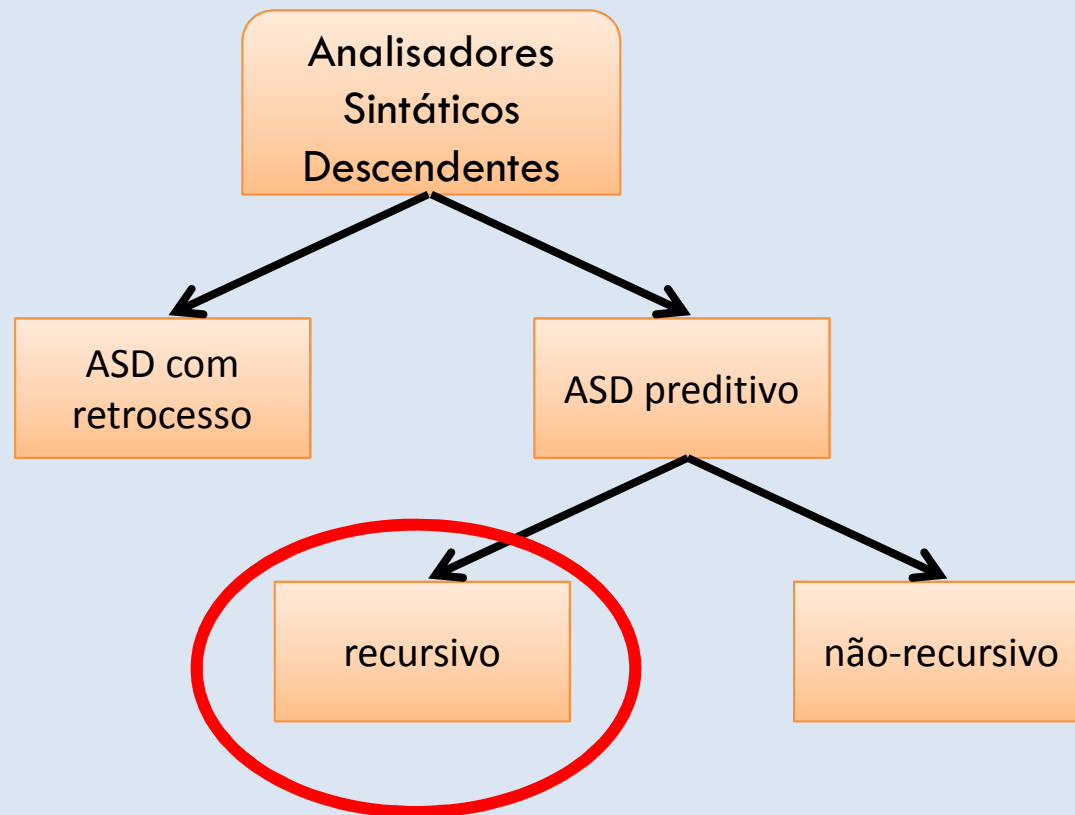 Analisadores
Sintáticos
Descendentes
ASD com
retrocesso
ASD preditivo
recursivo
não-recursivo